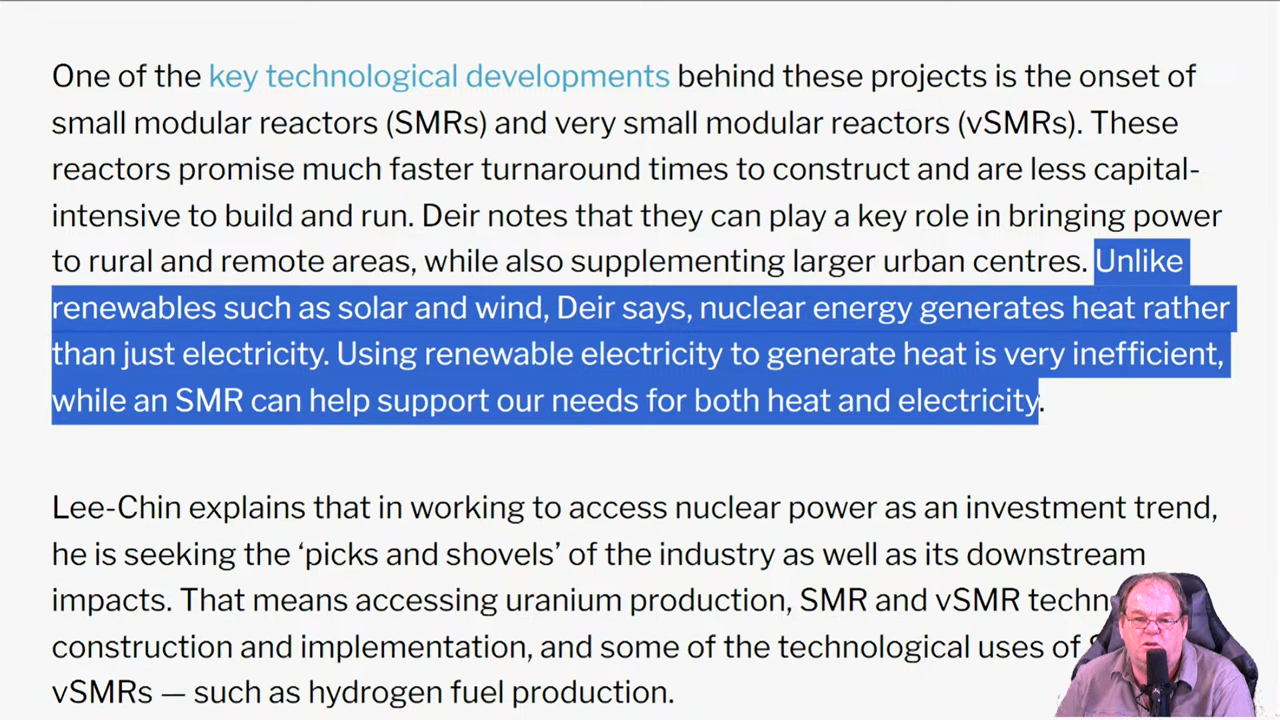 One of the key technological developments behind these projects is the onset of
small modular reactors (SMRs) and very small modular reactors (vSMRs). These
reactors promise much faster turnaround times to construct and are less capital-
intensive to build and run. Deir notes that they can play a key role in bringing power
to rural and remote areas, while also supplementing larger urban centres. Unlike
renewables such as solar and wind, Deir says, nuclear energy generates heat rather
than just electricity. Using renewable electricity to generate heat is very inefficient,
while an SMR can help support our needs for both heat and electricity.
Lee-Chin explains that in working to access nuclear power as an investment trend,
he is seeking the ‘picks and shovels’ of the industry as well as its downstream
impacts. That means accessing uranium production, SMR and vSMR
construction and implementation, and some of the technological uses of
vSMRs — such as hydrogen fuel production.